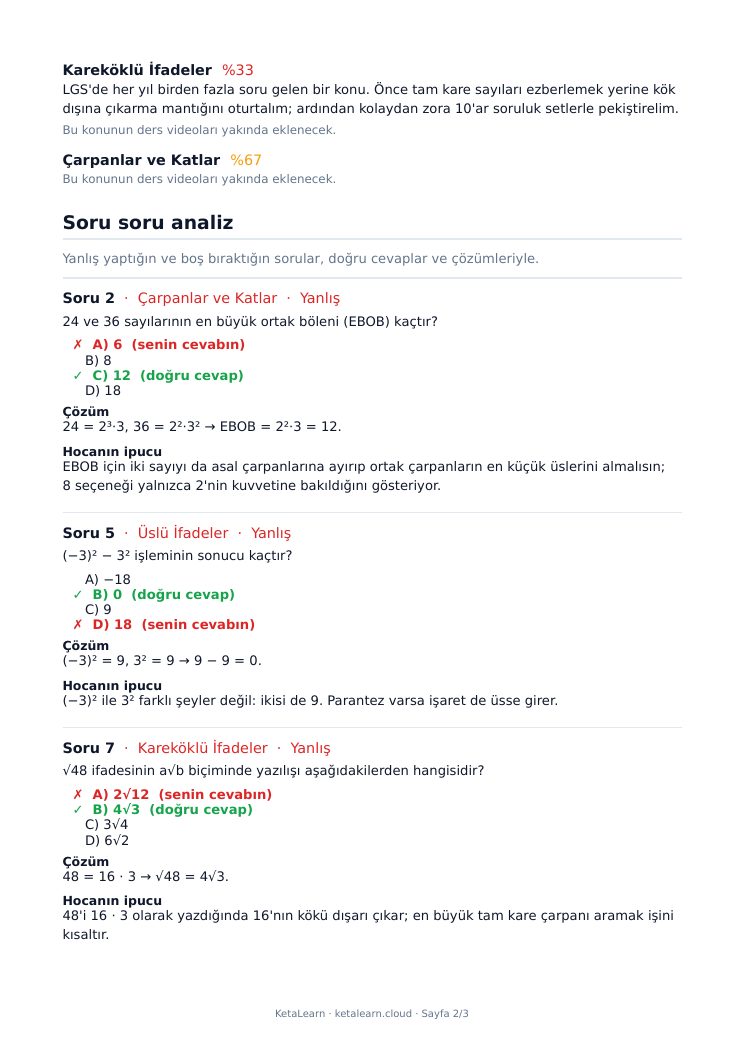 Kareköklü İfadeler %33
LGS'de her yıl birden fazla soru gelen bir konu. Önce tam kare sayıları ezberlemek yerine kök
dışına çıkarma mantığını oturtalım; ardından kolaydan zora 10'ar soruluk setlerle pekiştirelim.
Bu konunun ders videoları yakında eklenecek.
Çarpanlar ve Katlar %67
Bu konunun ders videoları yakında eklenecek.
Soru soru analiz
Yanlış yaptığın ve boş bıraktığın sorular, doğru cevaplar ve çözümleriyle.
Soru 2 · Çarpanlar ve Katlar · Yanlış
24 ve 36 sayılarının en büyük ortak böleni (EBOB) kaçtır?
✗ A) 6 (senin cevabın)
B) 8
✓ C) 12 (doğru cevap)
D) 18
Çözüm
24 = 2³·3, 36 = 2²·3² → EBOB = 2²·3 = 12.
Hocanın ipucu
EBOB için iki sayıyı da asal çarpanlarına ayırıp ortak çarpanların en küçük üslerini almalısın;
8 seçeneği yalnızca 2'nin kuvvetine bakıldığını gösteriyor.
Soru 5 · Üslü İfadeler · Yanlış
(−3)² − 3² işleminin sonucu kaçtır?
A) −18
✓ B) 0 (doğru cevap)
C) 9
✗ D) 18 (senin cevabın)
Çözüm
(−3)² = 9, 3² = 9 → 9 − 9 = 0.
Hocanın ipucu
(−3)² ile 3² farklı şeyler değil: ikisi de 9. Parantez varsa işaret de üsse girer.
Soru 7 · Kareköklü İfadeler · Yanlış
√48 ifadesinin a√b biçiminde yazılışı aşağıdakilerden hangisidir?
✗ A) 2√12 (senin cevabın)
✓ B) 4√3 (doğru cevap)
C) 3√4
D) 6√2
Çözüm
48 = 16 · 3 → √48 = 4√3.
Hocanın ipucu
48'i 16 · 3 olarak yazdığında 16'nın kökü dışarı çıkar; en büyük tam kare çarpanı aramak işini
kısaltır.
KetaLearn · ketalearn.cloud · Sayfa 2/3